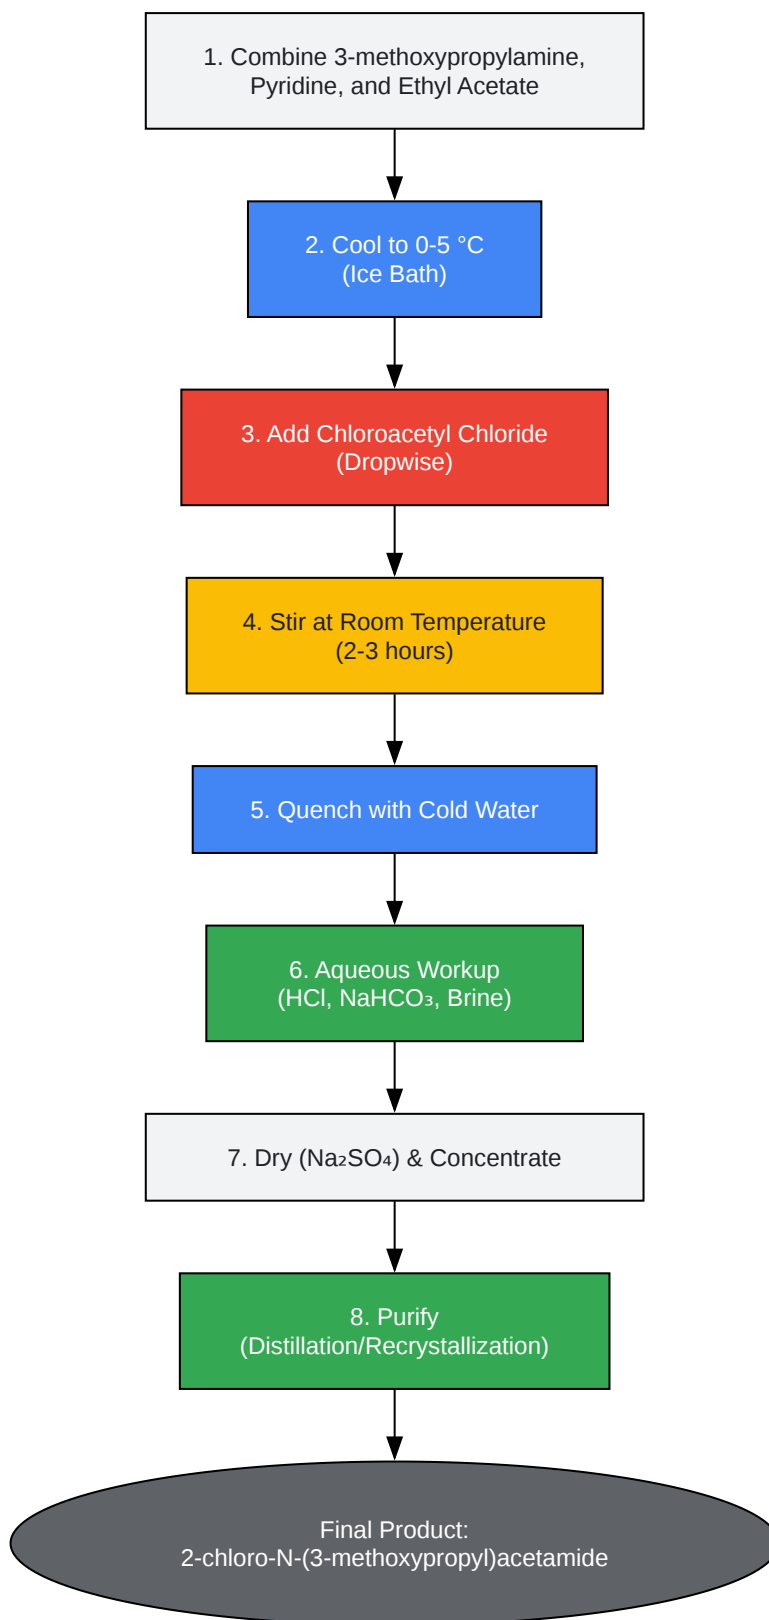 1. Combine 3-methoxypropylamine,
Pyridine, and Ethyl Acetate
2. Cool to 0-5 °C
(Ice Bath)
3. Add Chloroacetyl Chloride
(Dropwise)
4. Stir at Room Temperature
(2-3 hours)
5. Quench with Cold Water
6. Aqueous Workup
(HCl, NaHCO₃, Brine)
7. Dry (Na₂SO₄) & Concentrate
8. Purify
(Distillation/Recrystallization)
Final Product:
2-chloro-N-(3-methoxypropyl)acetamide